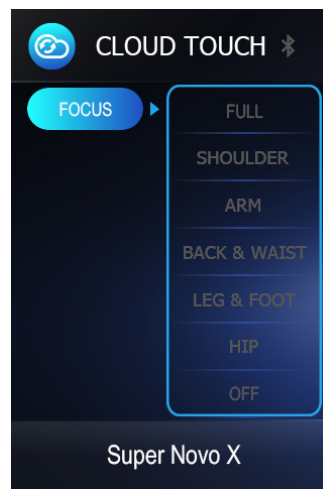 CLOUD TOUCH
FOCUS
FULL
SHOULDER
ARM
BACK & WAIST
LEG & FOOT
HIP
OFF
Super Novo X